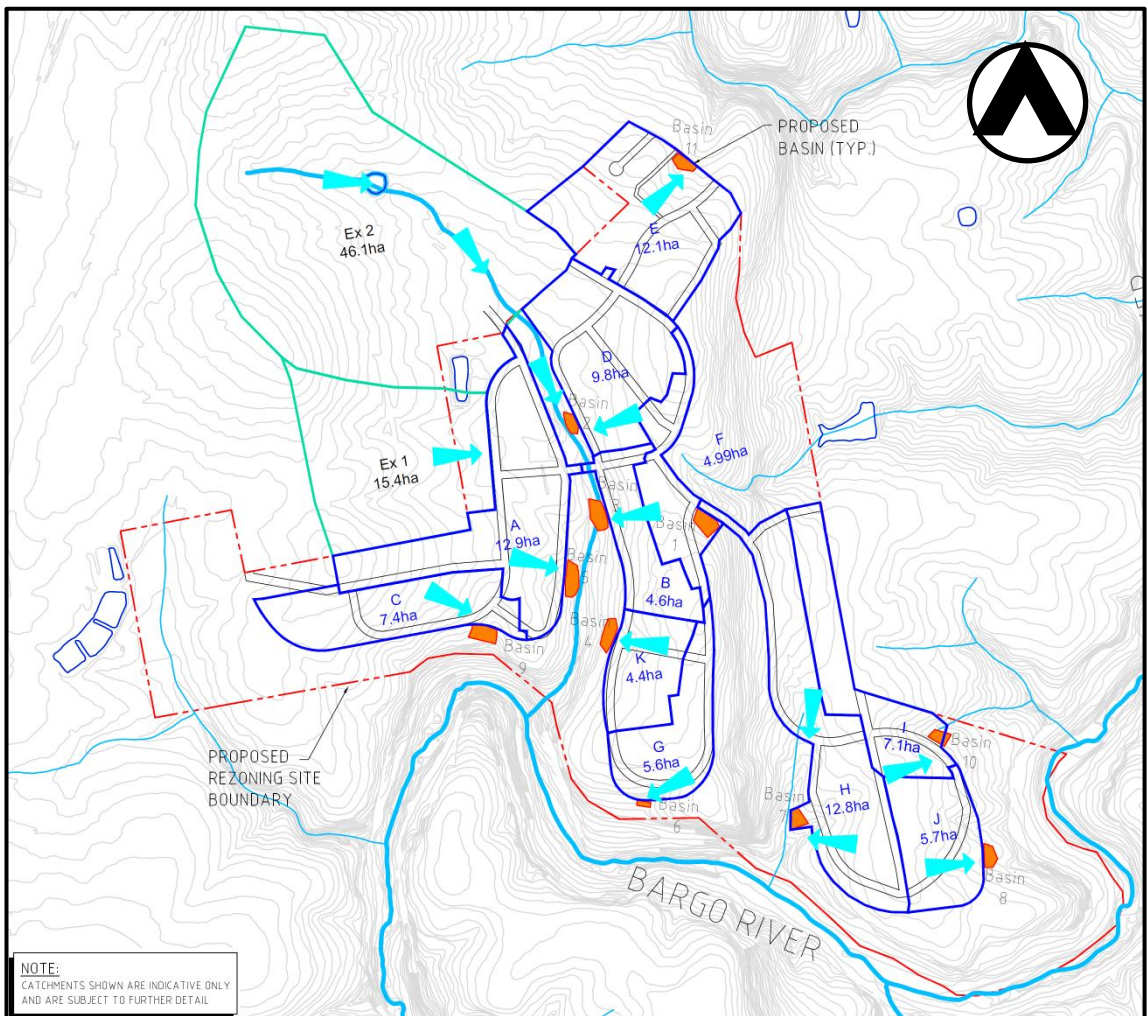 Basin
11
PROPOSED
BASIN (TYP.)
Ex 2
46.1ha
E
12.1ha
D
9.8ha
Basin
2
F
4.99ha
Ex 1
15.4ha
Basin
3
Basin
1
A
12.9ha
Basin
5
B
4.6ha
C
7.4ha
Basin
4
Basin
9
K
4.4ha
G
5.6ha
Basin
6
I
7.1ha
Basin
10
PROPOSED
REZONING SITE
BOUNDARY
Basin
7
H
12.8ha
J
5.7ha
Basin
8
BARGO RIVER
NOTE:
CATCHMENTS SHOWN ARE INDICATIVE ONLY
AND ARE SUBJECT TO FURTHER DETAIL